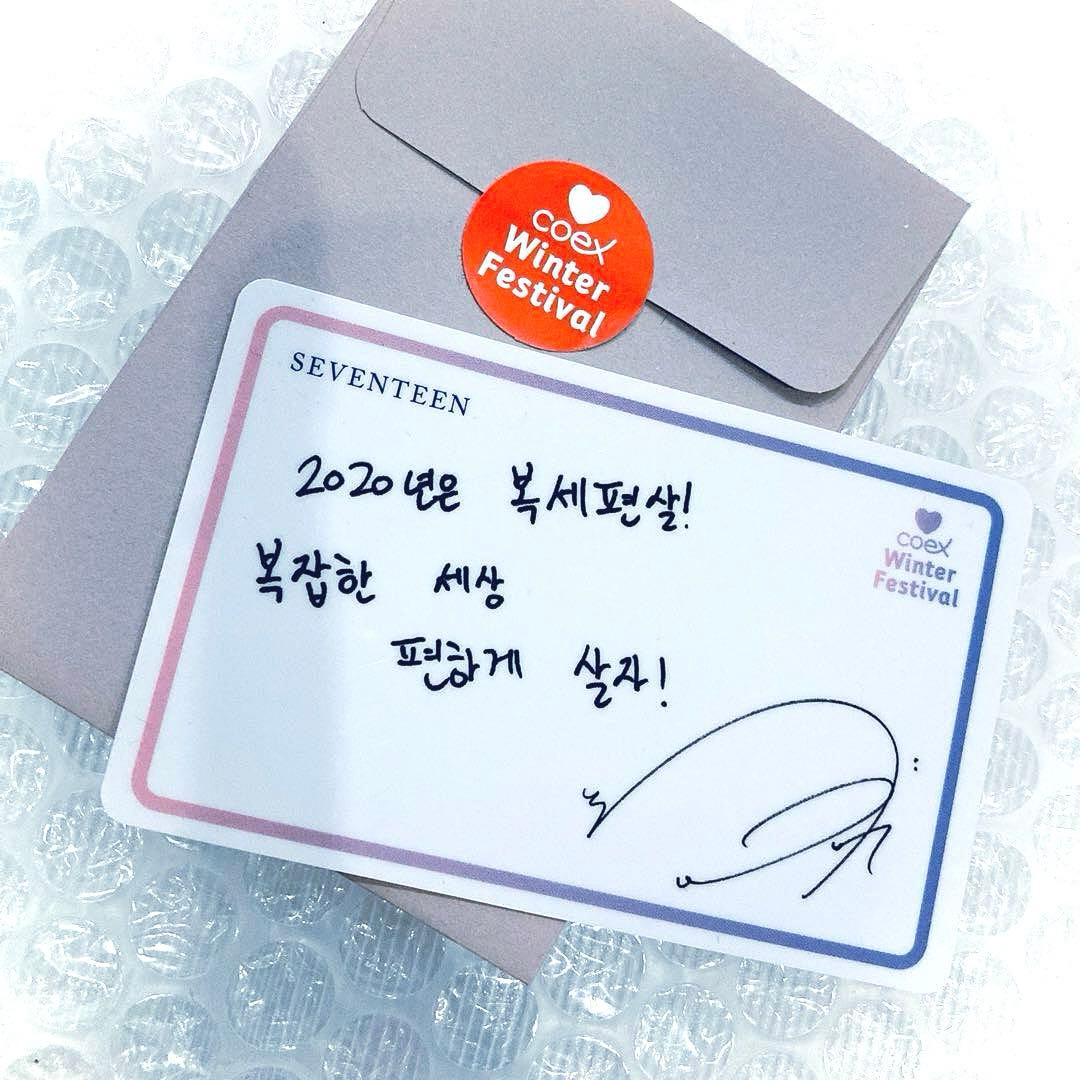 coex
Winter
Festival
SEVENTEEN
2020년은 복세편살!
복잡한 세상
편하게 살자!
coex
Winter
Festival